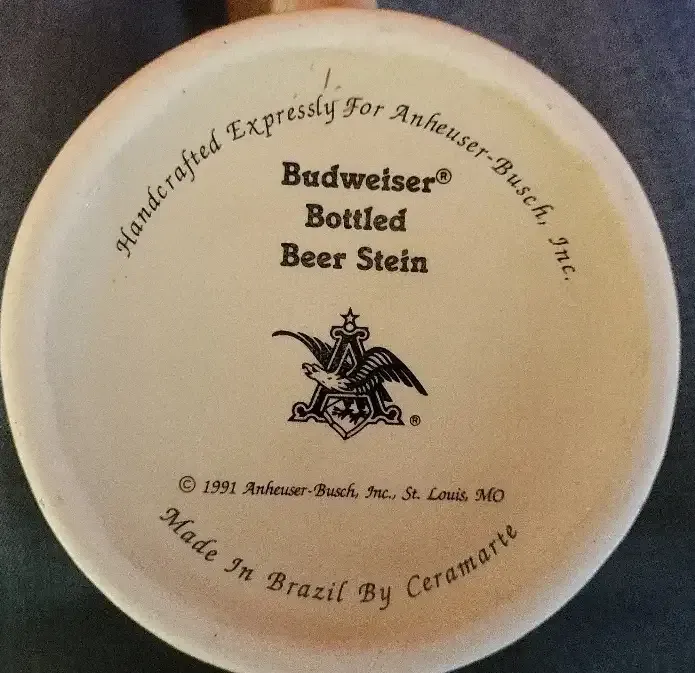 Handcrafted Expressly For Anheuser-Busch, Inc.
Budweiser®
Bottled
Beer Stein
A
®
© 1991 Anheuser-Busch, Inc., St. Louis, MO
Made In Brazil By Ceramarte